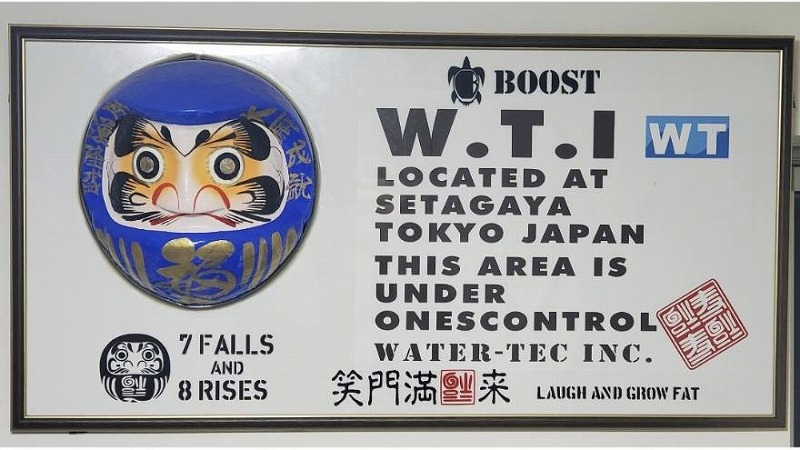 福
7 FALLS
AND
8 RISES
BOOST
W.T.I
WT
LOCATED AT
SETAGAYA
TOKYO JAPAN
THIS AREA IS
UNDER
ONESCONTROL
WATER-TEC INC.
笑門満福来
LAUGH AND GROW FAT